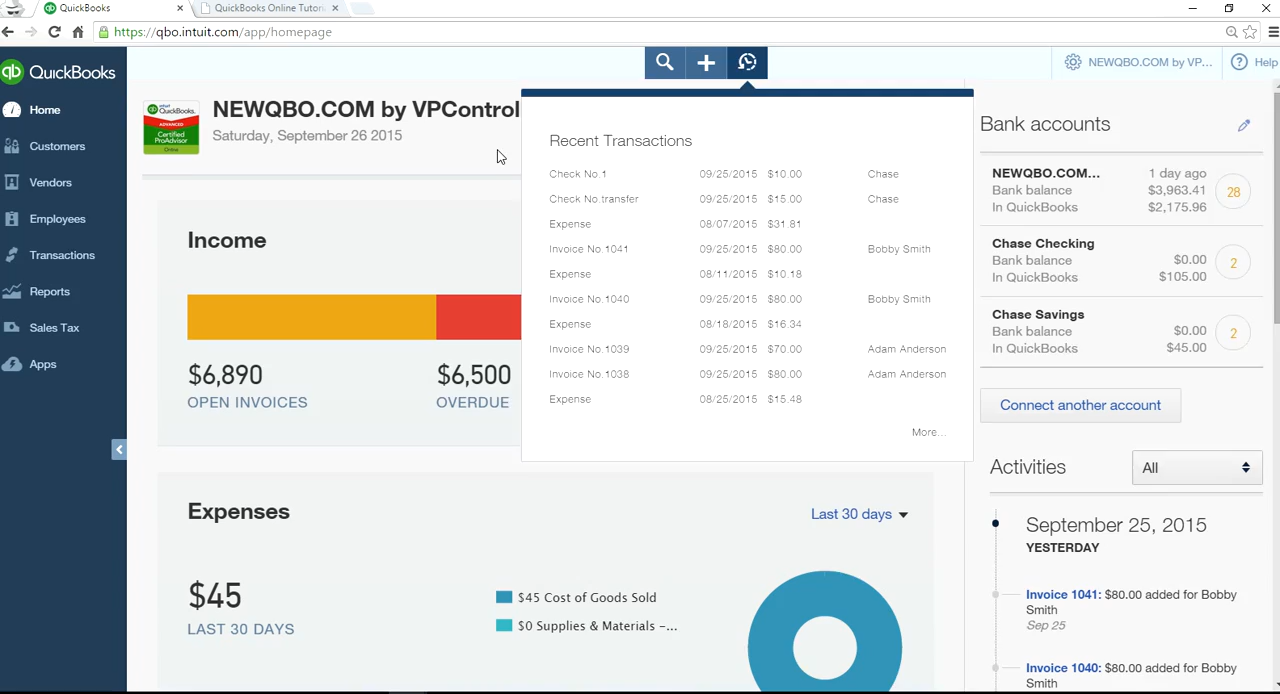 QuickBooks
QuickBooks Online Tutori
https://qbo.intuit.com/app/homepage
qb QuickBooks
NEWQBO.COM by VP...
Help
Home
Customers
Vendors
Employees
Transactions
Reports
Sales Tax
Apps
QuickBooks
ADVANCED
Certified
ProAdvisor
Online
NEWQBO.COM by VPControl
Saturday, September 26 2015
Income
$6,890
OPEN INVOICES
$6,500
OVERDUE
Recent Transactions
Check No.1 09/25/2015 $10.00 Chase
Check No.transfer 09/25/2015 $15.00 Chase
Expense 08/07/2015 $31.81
Invoice No.1041 09/25/2015 $80.00 Bobby Smith
Expense 08/11/2015 $10.18
Invoice No.1040 09/25/2015 $80.00 Bobby Smith
Expense 08/18/2015 $16.34
Invoice No.1039 09/25/2015 $70.00 Adam Anderson
Invoice No.1038 09/25/2015 $80.00 Adam Anderson
Expense 08/25/2015 $15.48
More...
Expenses
Last 30 days
$45
LAST 30 DAYS
$45 Cost of Goods Sold
$0 Supplies & Materials -...
Bank accounts
NEWQBO.COM... 1 day ago
Bank balance $3,963.41
In QuickBooks $2,175.96
28
Chase Checking
Bank balance $0.00
In QuickBooks $105.00
2
Chase Savings
Bank balance $0.00
In QuickBooks $45.00
2
Connect another account
Activities
All
September 25, 2015
YESTERDAY
Invoice 1041: $80.00 added for Bobby
Smith
Sep 25
Invoice 1040: $80.00 added for Bobby
Smith